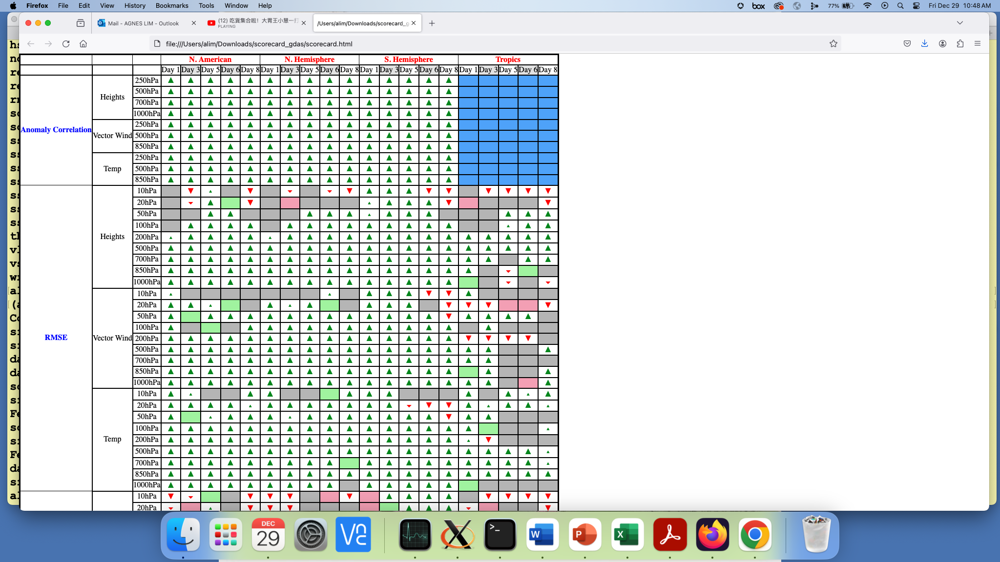 Firefox File Edit View History Bookmarks Tools Window Help
box 77% Fri Dec 29 10:48 AM
Mail - AGNES LIM - Outlook
(12) 吃貨集合啦！大胃王小慧一打
PLAYING
/Users/alim/Downloads/scorecard_g
file:///Users/alim/Downloads/scorecard_gdas/scorecard.html
N. American N. Hemisphere S. Hemisphere Tropics
Day 1 Day 3 Day 5 Day 6 Day 8 Day 1 Day 3 Day 5 Day 6 Day 8 Day 1 Day 3 Day 5 Day 6 Day 8 Day 1 Day 3 Day 5 Day 6 Day 8
Anomaly Correlation
Heights
250hPa
500hPa
700hPa
1000hPa
Vector Wind
250hPa
500hPa
850hPa
Temp
250hPa
500hPa
850hPa
RMSE
Heights
10hPa
20hPa
50hPa
100hPa
200hPa
500hPa
700hPa
850hPa
1000hPa
Vector Wind
10hPa
20hPa
50hPa
100hPa
200hPa
500hPa
700hPa
850hPa
1000hPa
Temp
10hPa
20hPa
50hPa
100hPa
200hPa
500hPa
700hPa
850hPa
1000hPa
10hPa
20hPa
DEC
29